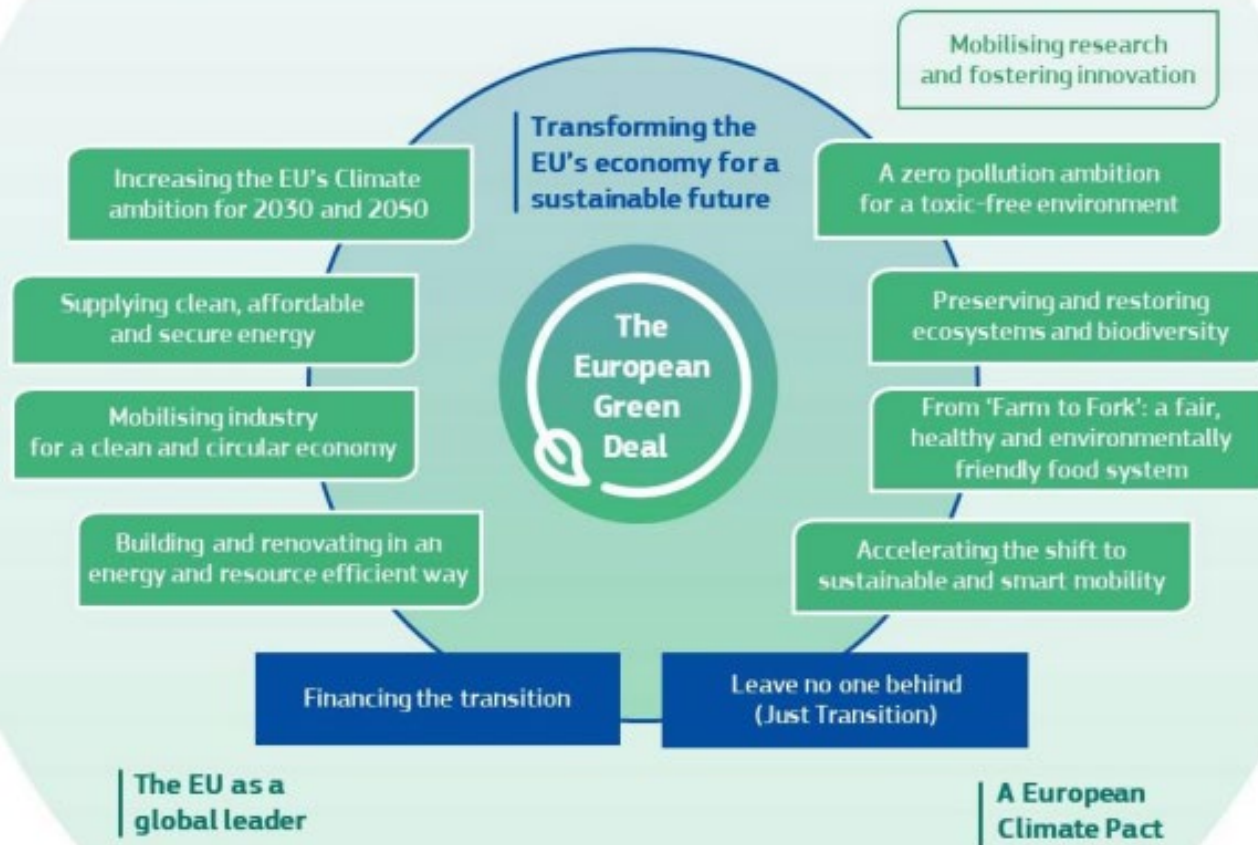 Mobilising research
and fostering innovation
Transforming the
EU's economy for a
sustainable future
Increasing the EU's Climate
ambition for 2030 and 2050
A zero pollution ambition
for a toxic-free environment
Supplying clean, affordable
and secure energy
Preserving and restoring
ecosystems and biodiversity
The
European
Green
Deal
Mobilising industry
for a clean and circular economy
From 'Farm to Fork': a fair,
healthy and environmentally
friendly food system
Building and renovating in an
energy and resource efficient way
Accelerating the shift to
sustainable and smart mobility
Financing the transition
Leave no one behind
(Just Transition)
The EU as a
global leader
A European
Climate Pact